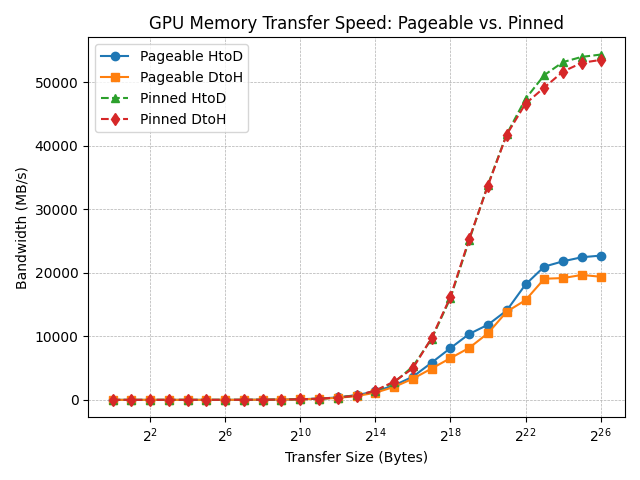 GPU Memory Transfer Speed: Pageable vs. Pinned
Pageable HtoD
Pageable DtoH
Pinned HtoD
Pinned DtoH
Bandwidth (MB/s)
50000
40000
30000
20000
10000
0
2^2 2^6 2^10 2^14 2^18 2^22 2^26
Transfer Size (Bytes)